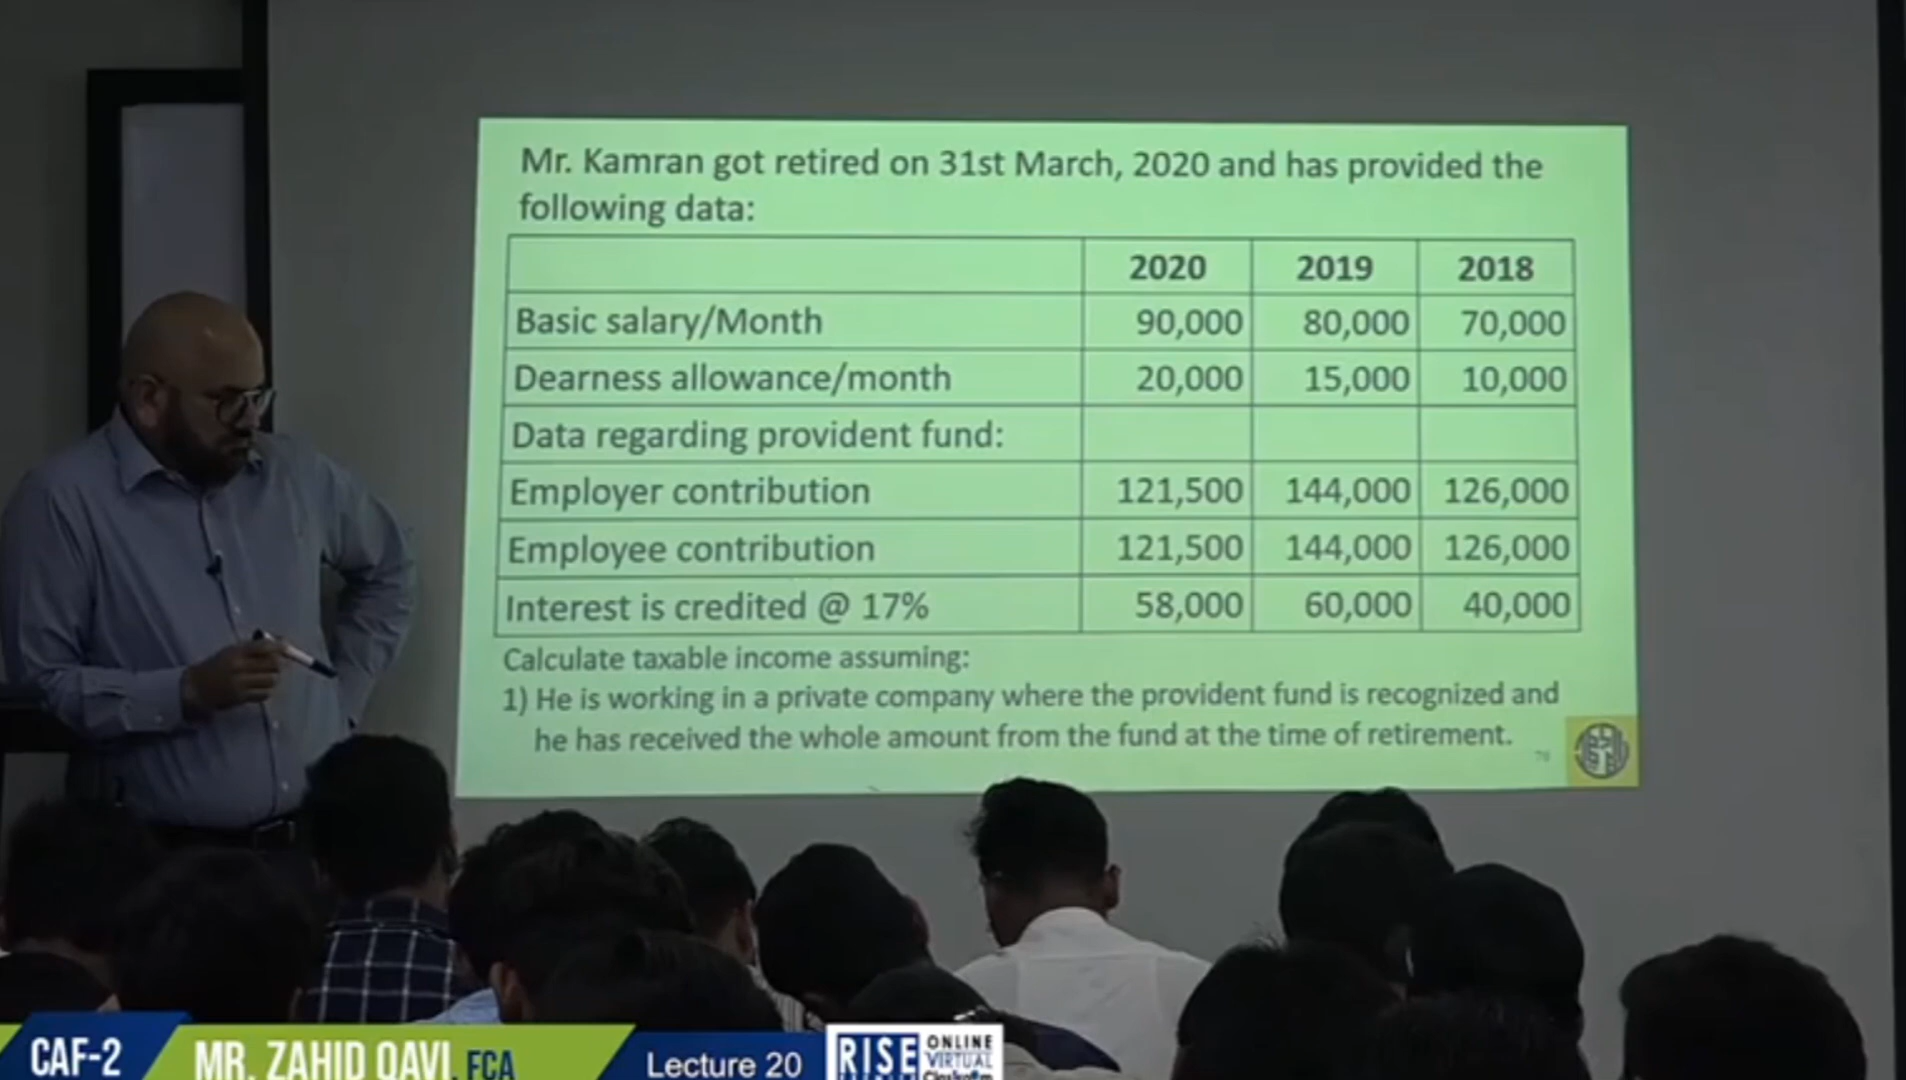 Mr. Kamran got retired on 31st March, 2020 and has provided the
following data:
2020 2019 2018
Basic salary/Month 90,000 80,000 70,000
Dearness allowance/month 20,000 15,000 10,000
Data regarding provident fund:
Employer contribution 121,500 144,000 126,000
Employee contribution 121,500 144,000 126,000
Interest is credited @ 17% 58,000 60,000 40,000
Calculate taxable income assuming:
1) He is working in a private company where the provident fund is recognized and
he has received the whole amount from the fund at the time of retirement.
CAF-2 MR. ZAHID QAVI, FCA Lecture 20 RISE ONLINE
VIRTUAL